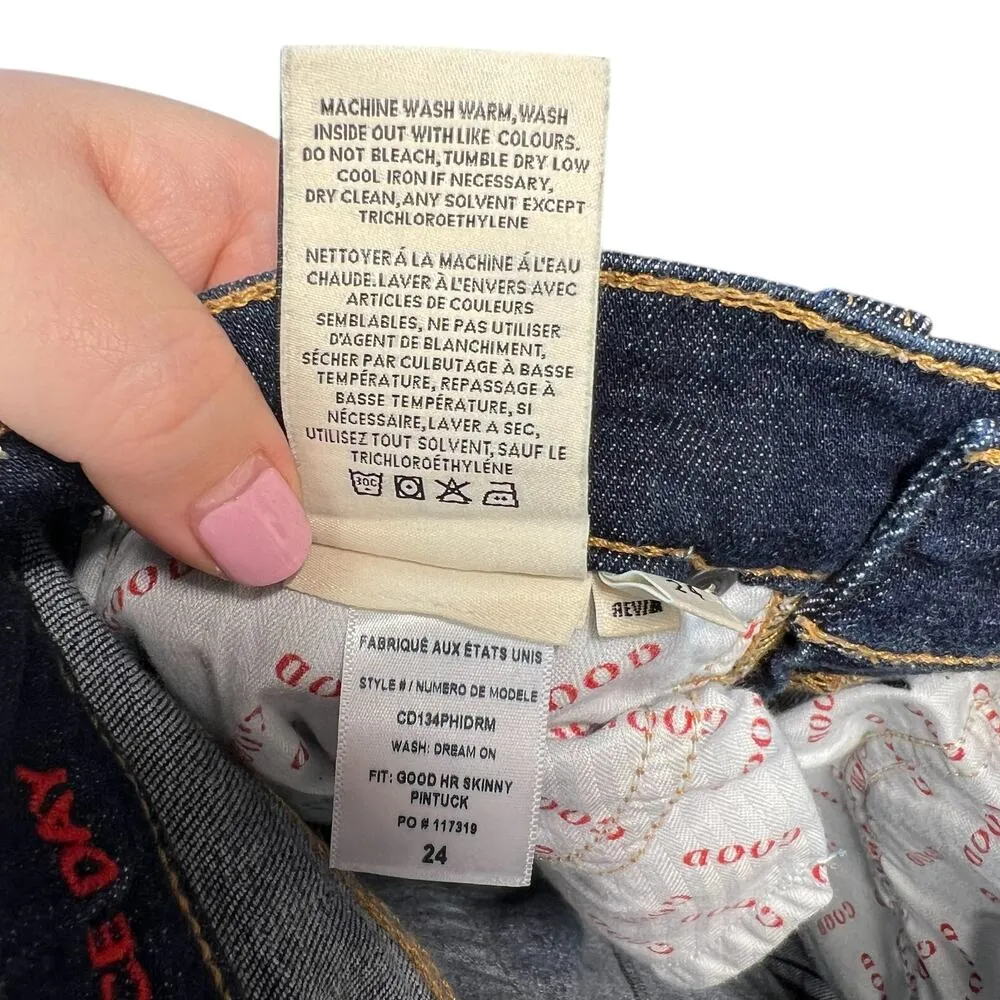 MACHINE WASH WARM, WASH
INSIDE OUT WITH LIKE COLOURS.
DO NOT BLEACH, TUMBLE DRY LOW
COOL IRON IF NECESSARY,
DRY CLEAN, ANY SOLVENT EXCEPT
TRICHLOROETHYLENE
NETTOYER Á LA MACHINE Á L'EAU
CHAUDE. LAVER À L'ENVERS AVEC
ARTICLES DE COULEURS
SEMBLABLES, NE PAS UTILISER
D'AGENT DE BLANCHIMENT,
SÉCHER PAR CULBUTAGE À BASSE
TEMPÉRATURE, REPASSAGE À
BASSE TEMPÉRATURE, SI
NÉCESSAIRE, LAVER A SEC,
UTILISEZ TOUT SOLVENT, SAUF LE
TRICHLOROÉTHYLÉNE
30C
24
FABRIQUÉ AUX ÉTATS UNIS
STYLE # / NUMERO DE MODELE
CD134PHIDRM
WASH: DREAM ON
FIT: GOOD HR SKINNY
PINTUCK
PO # 117319
24
GOOD
GOOD
GOOD
GOOD
DAY